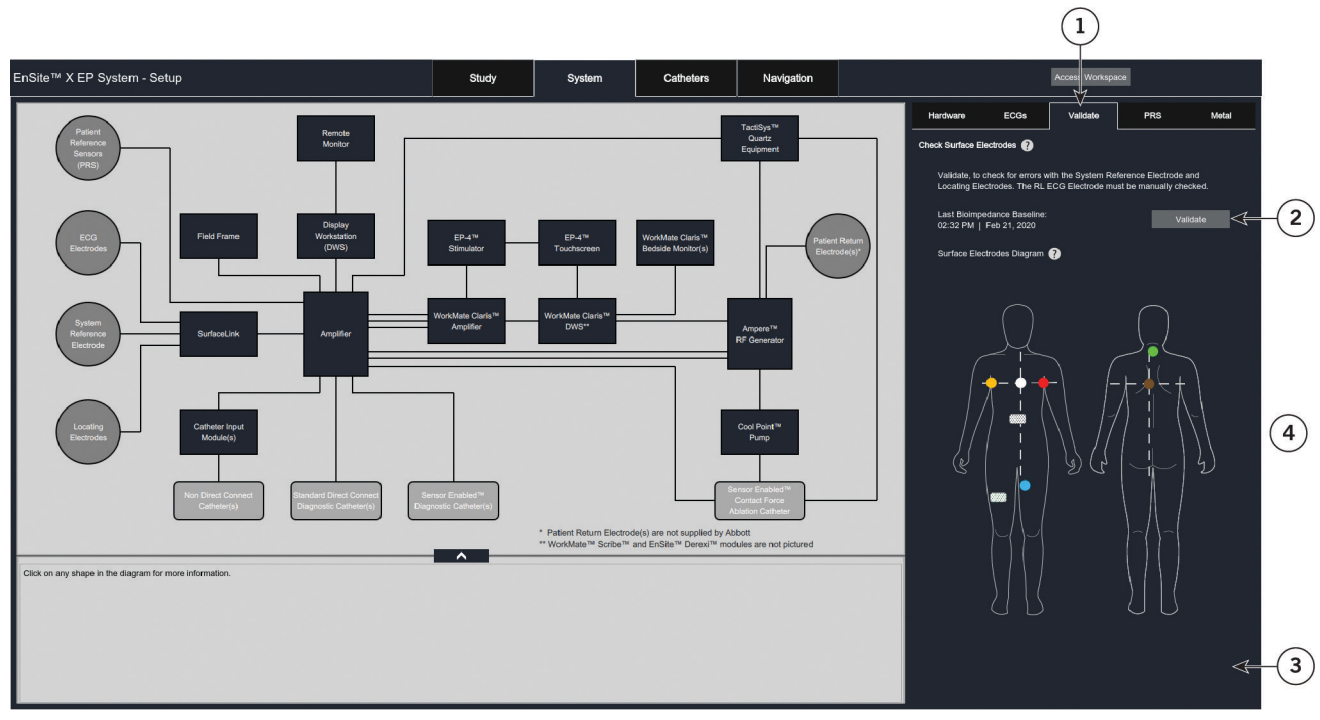 1
EnSite™ X EP System - Setup
Study
System
Catheters
Navigation
Access Workspace
Patient
Reference
Sensors
(PRS)
Remote
Monitor
TactiSys™
Quartz
Equipment
ECG
Electrodes
Field Frame
Display
Workstation
(DWS)
EP-4™
Stimulator
EP-4™
Touchscreen
WorkMate Claris™
Bedside Monitor(s)
Patient Return
Electrode(s)*
System
Reference
Electrode
SurfaceLink
Amplifier
WorkMate Claris™
Amplifier
WorkMate Claris™
DWS**
Ampere™
RF Generator
Locating
Electrodes
Catheter Input
Module(s)
Cool Point™
Pump
Non Direct Connect
Catheter(s)
Standard Direct Connect
Diagnostic Catheter(s)
Sensor Enabled™
Diagnostic Catheter(s)
Sensor Enabled™
Contact Force
Ablation Catheter
* Patient Return Electrode(s) are not supplied by Abbott
** WorkMate™ Scribe™ and EnSite™ Derexi™ modules are not pictured
Click on any shape in the diagram for more information.
Hardware
ECGs
Validate
PRS
Metal
Check Surface Electrodes ?
Validate, to check for errors with the System Reference Electrode and
Locating Electrodes. The RL ECG Electrode must be manually checked.
Last Bioimpedance Baseline:
02:32 PM | Feb 21, 2020
Validate
2
Surface Electrodes Diagram ?
4
3